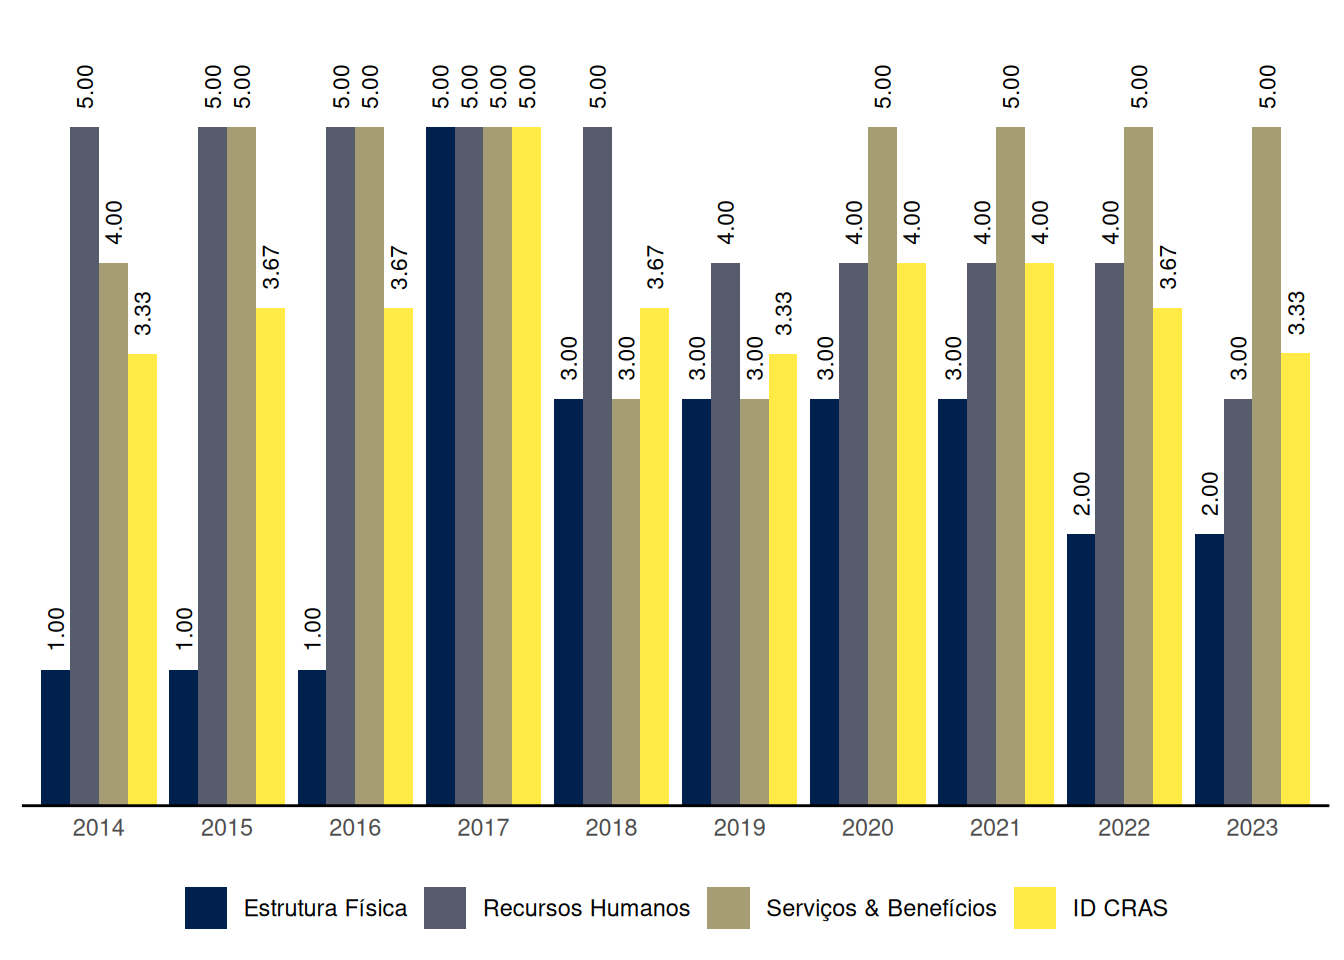 5.00 5.00 5.00 5.00 5.00 5.00 5.00 5.00 5.00 5.00 5.00 5.00 5.00 5.00
4.00 4.00 4.00 4.00 4.00 4.00 4.00
3.33 3.67 3.67 3.67 3.33 3.67 3.33
3.00 3.00 3.00 3.00 3.00 3.00 3.00
2.00 2.00
1.00 1.00 1.00
2014 2015 2016 2017 2018 2019 2020 2021 2022 2023
Estrutura Física Recursos Humanos Serviços & Benefícios ID CRAS